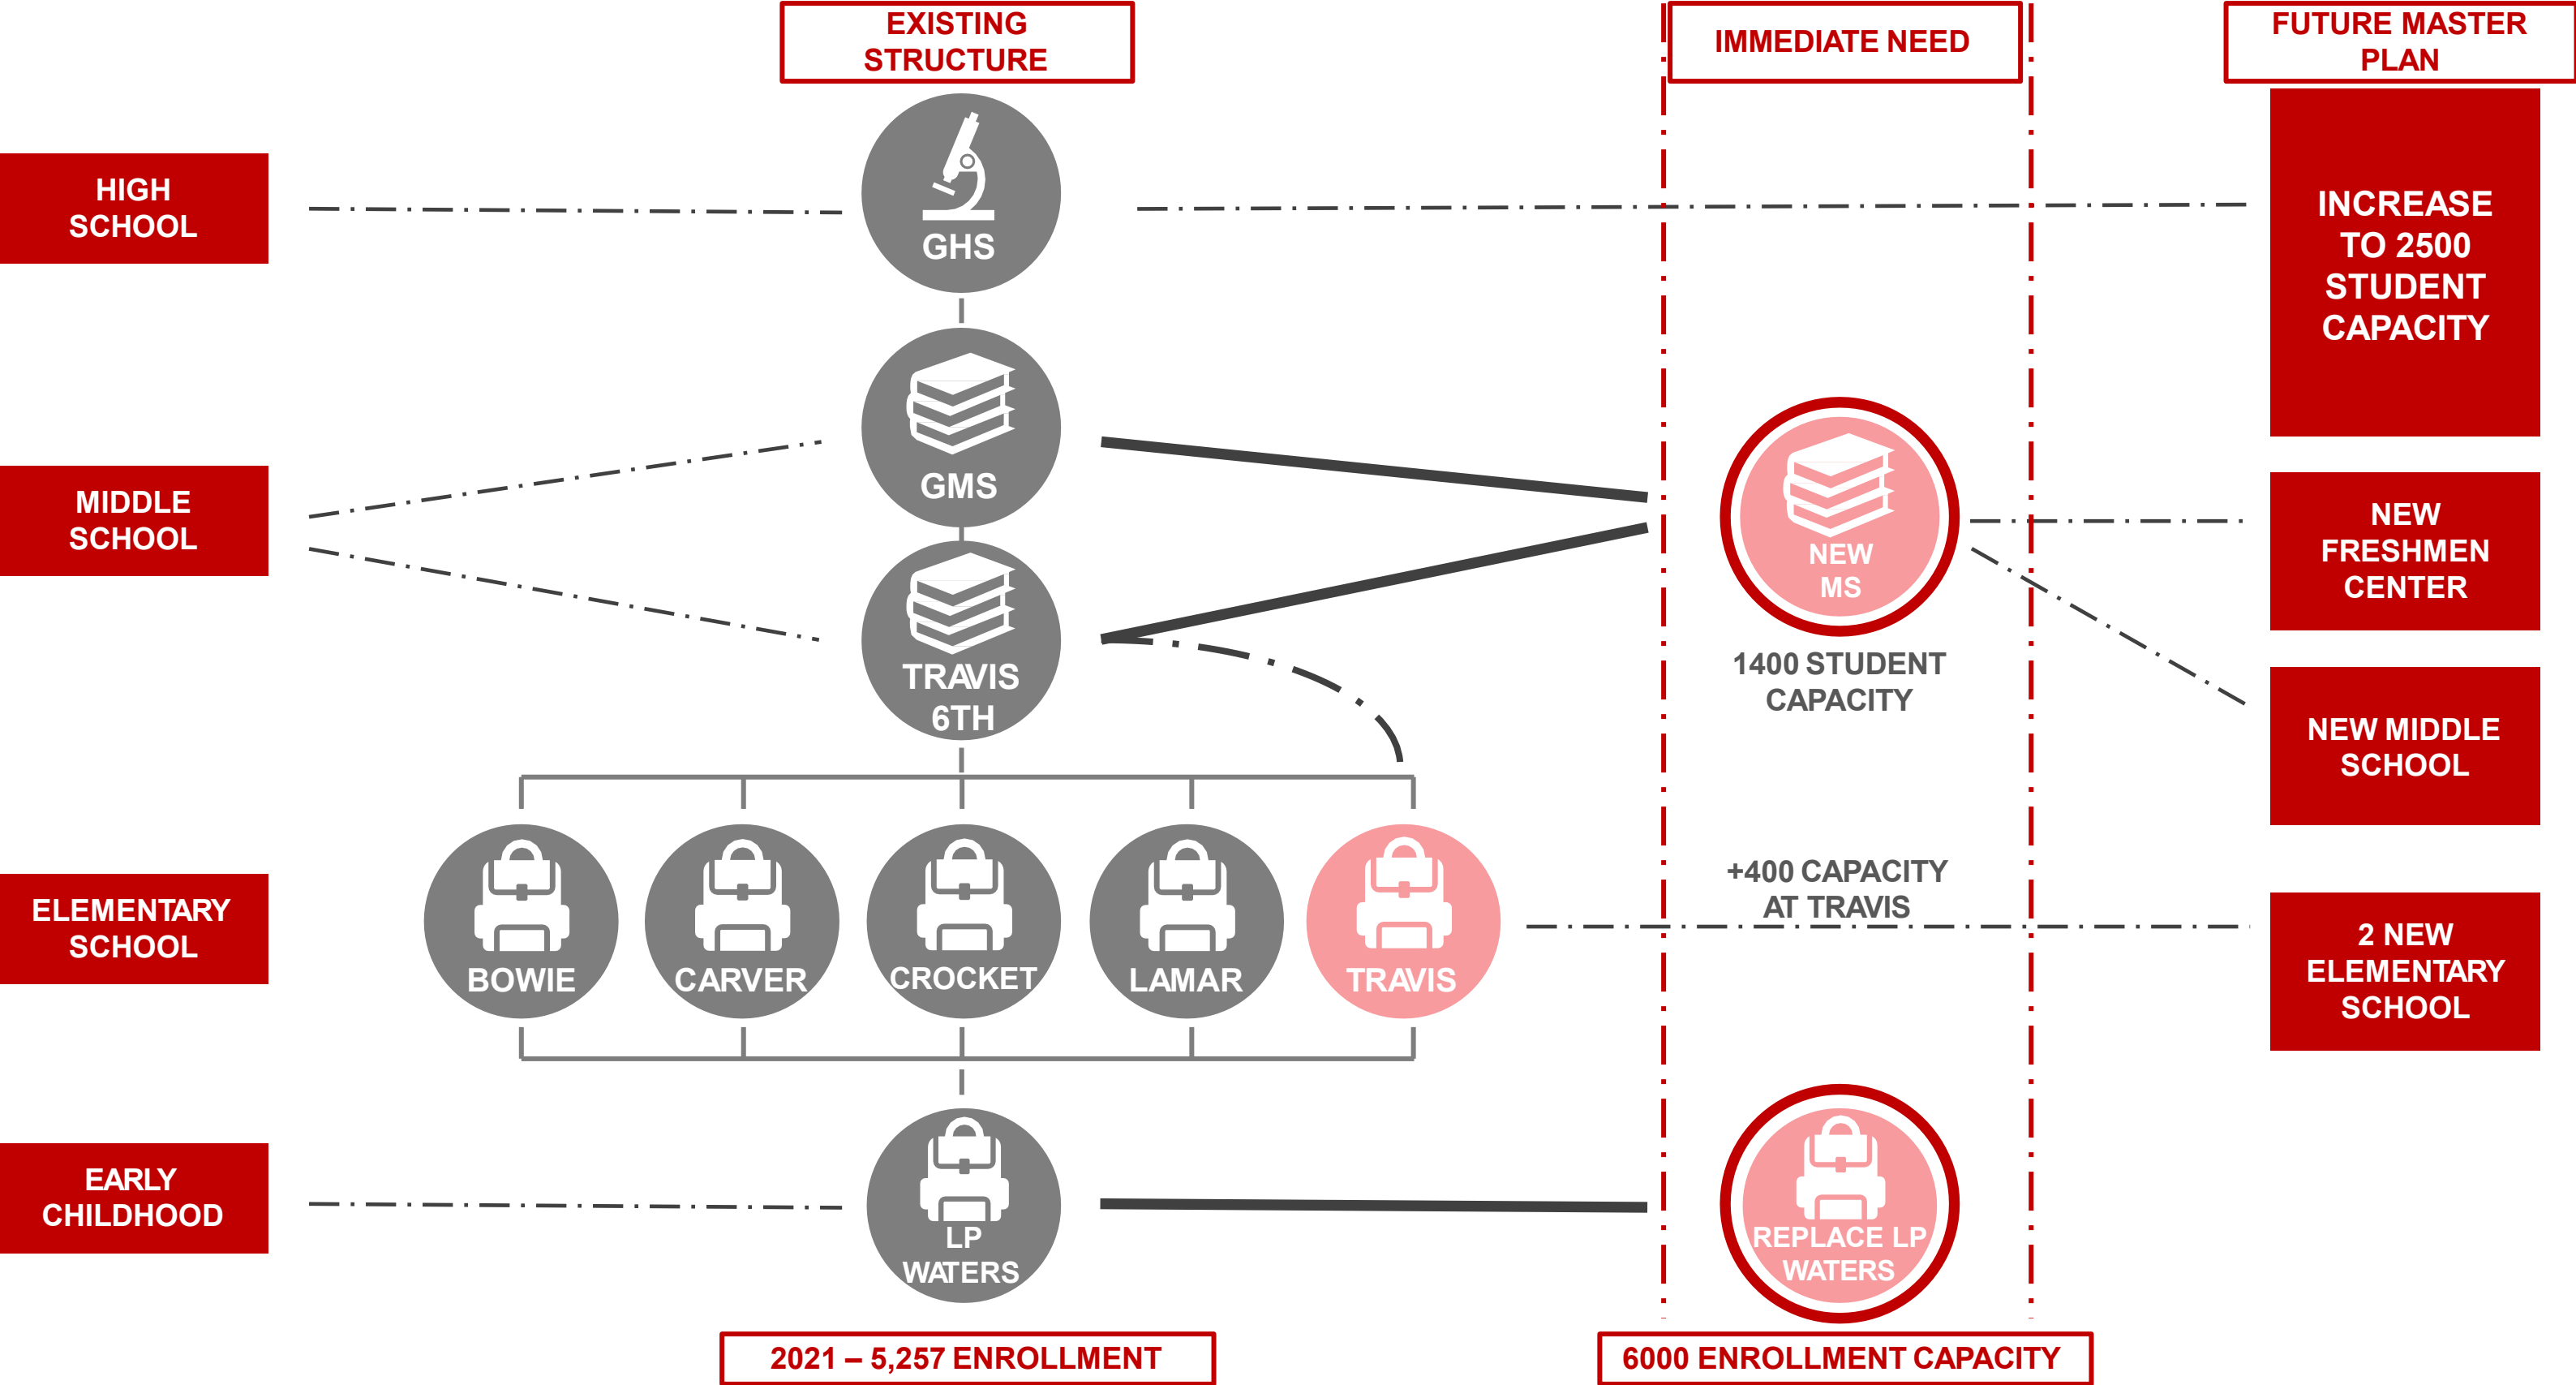 EXISTING
STRUCTURE
IMMEDIATE NEED
FUTURE MASTER
PLAN
HIGH
SCHOOL
GHS
INCREASE
TO 2500
STUDENT
CAPACITY
MIDDLE
SCHOOL
GMS
TRAVIS
6TH
NEW
MS
1400 STUDENT
CAPACITY
NEW
FRESHMEN
CENTER
NEW MIDDLE
SCHOOL
ELEMENTARY
SCHOOL
BOWIE
CARVER
CROCKET
LAMAR
TRAVIS
+400 CAPACITY
AT TRAVIS
2 NEW
ELEMENTARY
SCHOOL
EARLY
CHILDHOOD
LP
WATERS
REPLACE LP
WATERS
2021 – 5,257 ENROLLMENT
6000 ENROLLMENT CAPACITY